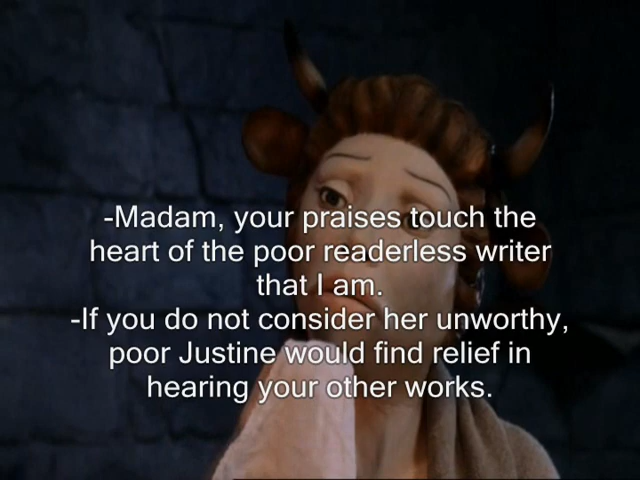 -Madam, your praises touch the
heart of the poor readerless writer
that I am.
-If you do not consider her unworthy,
poor Justine would find relief in
hearing your other works.